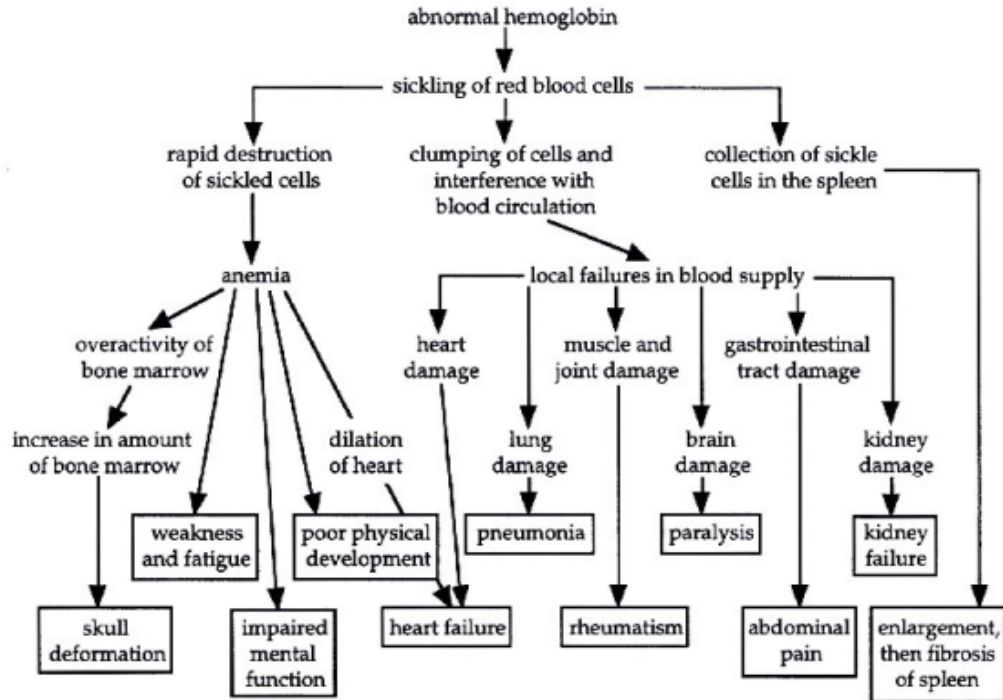 abnormal hemoglobin
sickling of red blood cells
rapid destruction
of sickled cells
clumping of cells and
interference with
blood circulation
collection of sickle
cells in the spleen
anemia
local failures in blood supply
overactivity of
bone marrow
heart
damage
muscle and
joint damage
gastrointestinal
tract damage
increase in amount
of bone marrow
dilation
of heart
lung
damage
brain
damage
kidney
damage
weakness
and fatigue
poor physical
development
pneumonia
paralysis
kidney
failure
skull
deformation
impaired
mental
function
heart failure
rheumatism
abdominal
pain
enlargement,
then fibrosis
of spleen